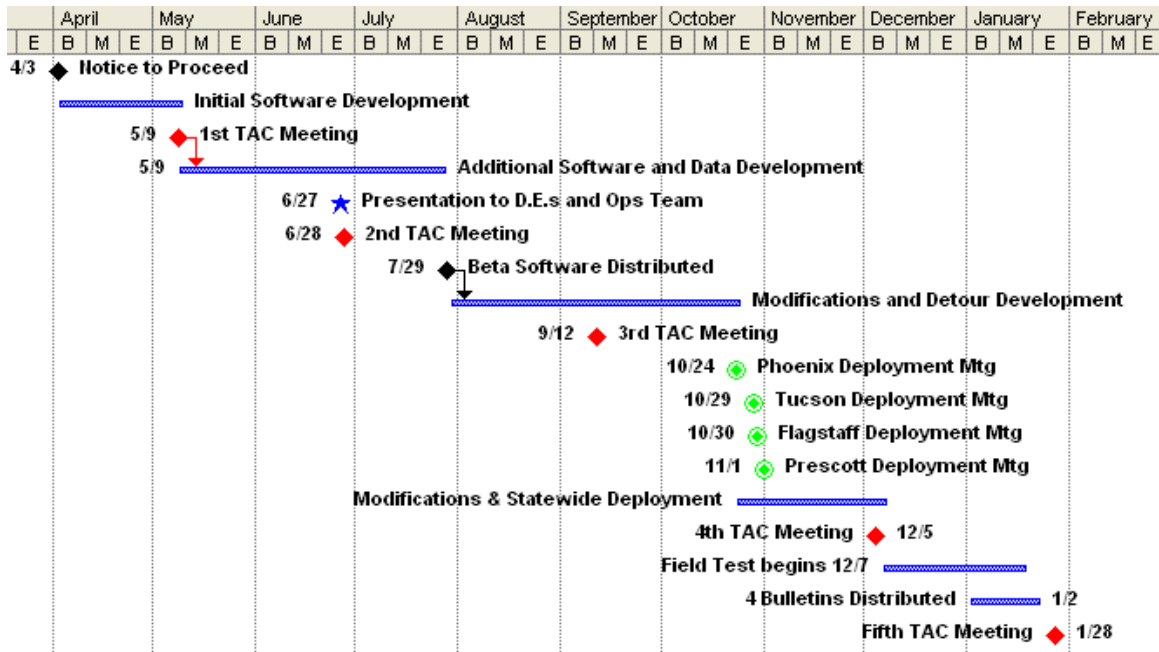 April May June July August September October November December January February
E B M E B M E B M E B M E B M E B M E B M E B M E B M E B M E B M E
4/3 Notice to Proceed
Initial Software Development
5/9 1st TAC Meeting
5/9 Additional Software and Data Development
6/27 Presentation to D.E.s and Ops Team
6/28 2nd TAC Meeting
7/29 Beta Software Distributed
Modifications and Detour Development
9/12 3rd TAC Meeting
10/24 Phoenix Deployment Mtg
10/29 Tucson Deployment Mtg
10/30 Flagstaff Deployment Mtg
11/1 Prescott Deployment Mtg
Modifications & Statewide Deployment
4th TAC Meeting 12/5
Field Test begins 12/7
4 Bulletins Distributed 1/2
Fifth TAC Meeting 1/28